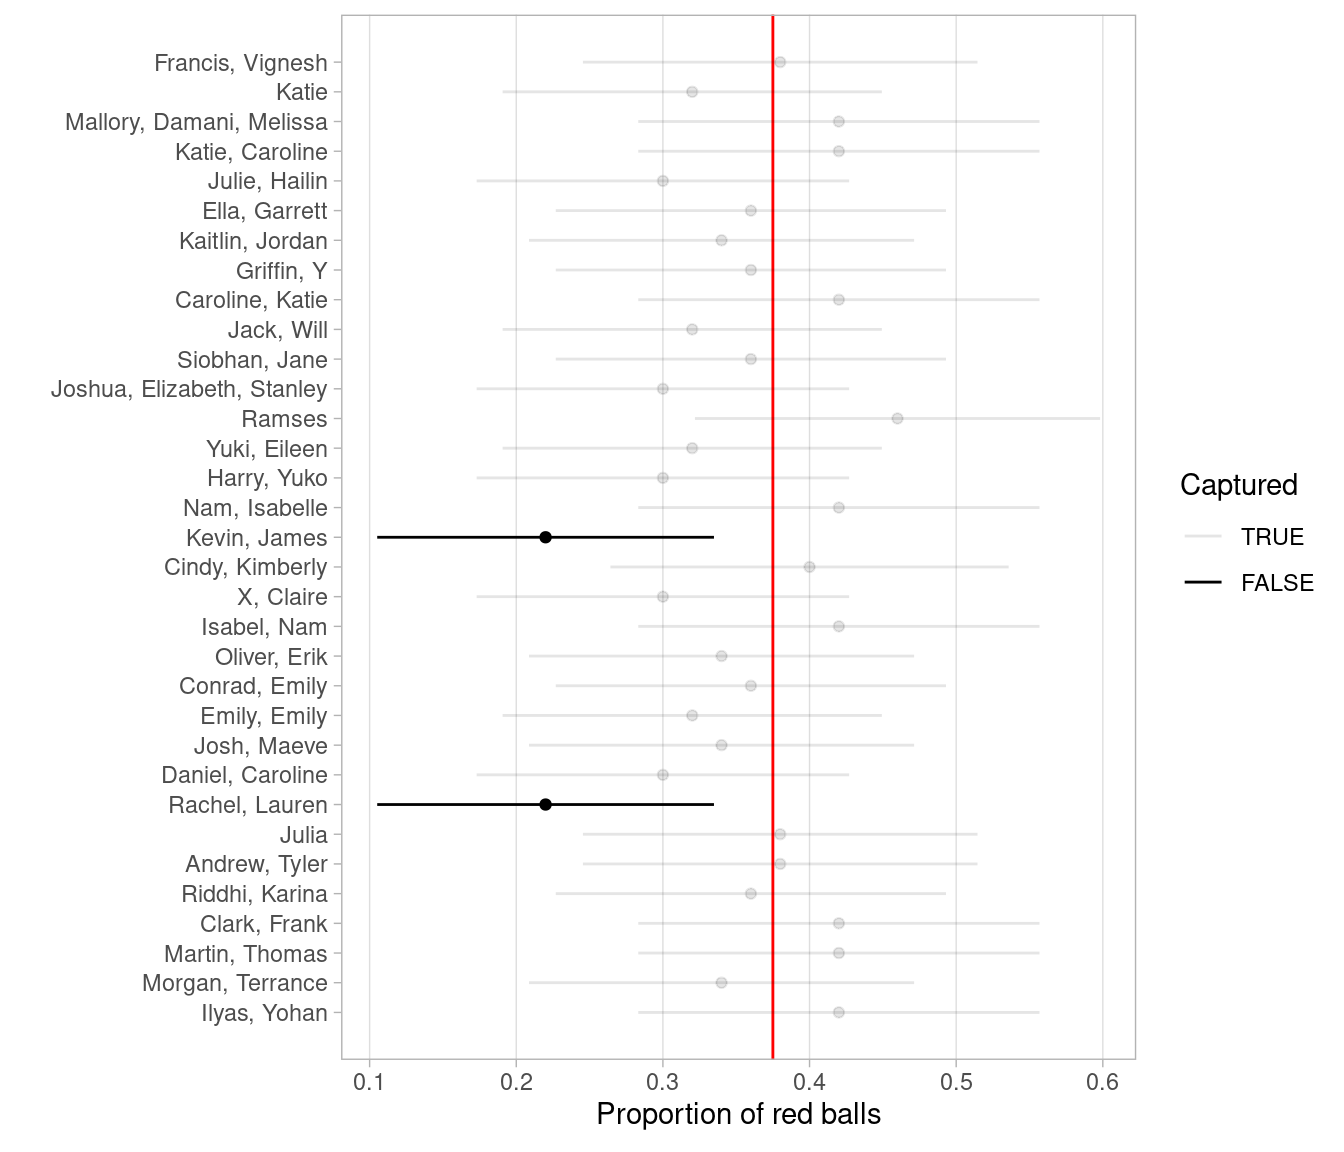 Francis, Vignesh
Katie
Mallory, Damani, Melissa
Katie, Caroline
Julie, Hailin
Ella, Garrett
Kaitlin, Jordan
Griffin, Y
Caroline, Katie
Jack, Will
Siobhan, Jane
Joshua, Elizabeth, Stanley
Ramses
Yuki, Eileen
Harry, Yuko
Nam, Isabelle
Kevin, James
Cindy, Kimberly
X, Claire
Isabel, Nam
Oliver, Erik
Conrad, Emily
Emily, Emily
Josh, Maeve
Daniel, Caroline
Rachel, Lauren
Julia
Andrew, Tyler
Riddhi, Karina
Clark, Frank
Martin, Thomas
Morgan, Terrance
Ilyas, Yohan
0.1 0.2 0.3 0.4 0.5 0.6
Proportion of red balls
Captured
TRUE
FALSE